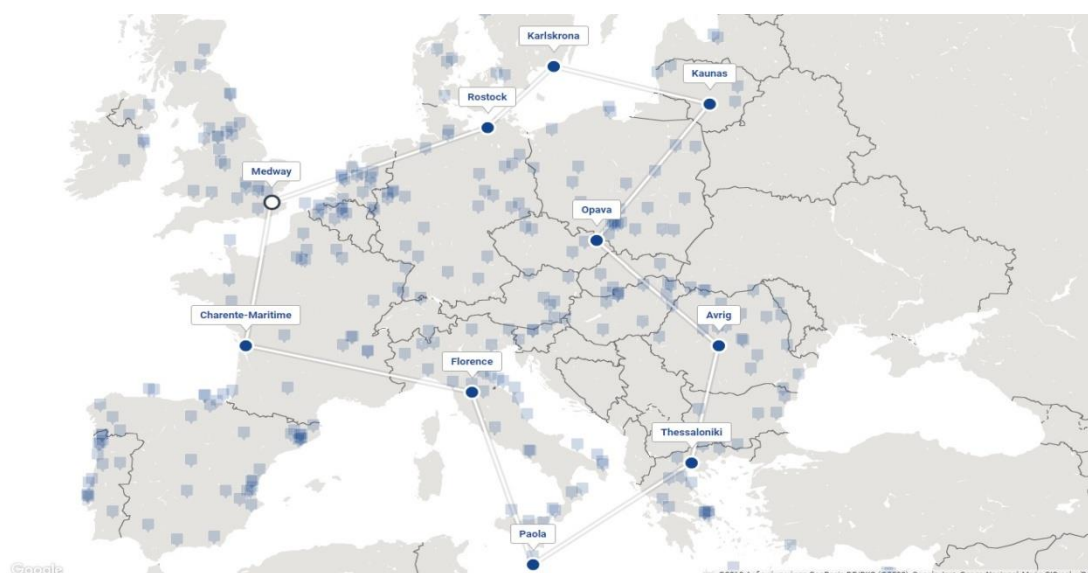 Karlskrona
Kaunas
Rostock
Medway
Opava
Charente-Maritime
Avrig
Florence
Thessaloniki
Paola
Google